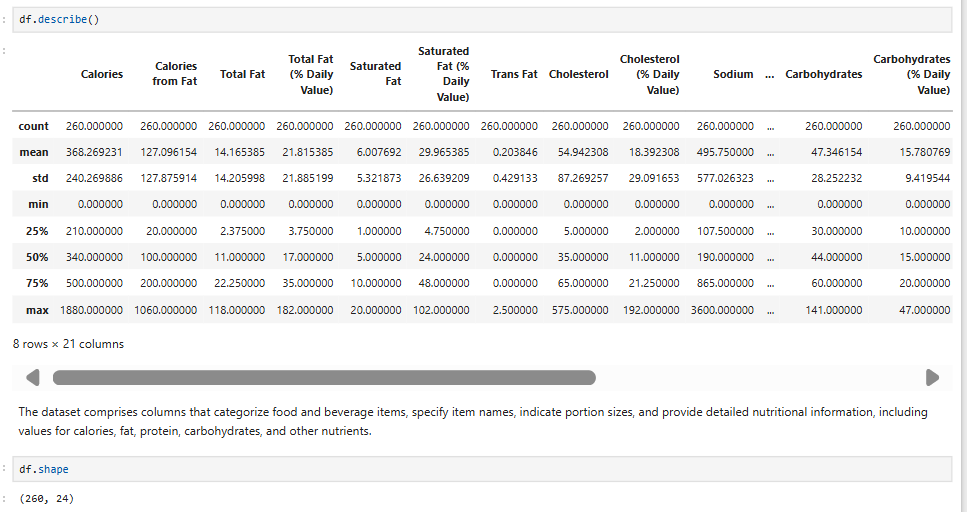 df.describe()
Calories Calories from Fat Total Fat Total Fat (% Daily Value) Saturated Fat Saturated Fat (% Daily Value) Trans Fat Cholesterol Cholesterol (% Daily Value) Sodium ... Carbohydrates Carbohydrates (% Daily Value)
count 260.000000 260.000000 260.000000 260.000000 260.000000 260.000000 260.000000 260.000000 260.000000 260.000000 ... 260.000000 260.000000
mean 368.269231 127.096154 14.165385 21.815385 6.007692 29.965385 0.203846 54.942308 18.392308 495.750000 ... 47.346154 15.780769
std 240.269886 127.875914 14.205998 21.885199 5.321873 26.639209 0.429133 87.269257 29.091653 577.026323 ... 28.252232 9.419544
min 0.000000 0.000000 0.000000 0.000000 0.000000 0.000000 0.000000 0.000000 0.000000 0.000000 ... 0.000000 0.000000
25% 210.000000 20.000000 2.375000 3.750000 1.000000 4.750000 0.000000 5.000000 2.000000 107.500000 ... 30.000000 10.000000
50% 340.000000 100.000000 11.000000 17.000000 5.000000 24.000000 0.000000 35.000000 11.000000 190.000000 ... 44.000000 15.000000
75% 500.000000 200.000000 22.250000 35.000000 10.000000 48.000000 0.000000 65.000000 21.250000 865.000000 ... 60.000000 20.000000
max 1880.000000 1060.000000 118.000000 182.000000 20.000000 102.000000 2.500000 575.000000 192.000000 3600.000000 ... 141.000000 47.000000
8 rows × 21 columns
The dataset comprises columns that categorize food and beverage items, specify item names, indicate portion sizes, and provide detailed nutritional information, including
values for calories, fat, protein, carbohydrates, and other nutrients.
df.shape
(260, 24)